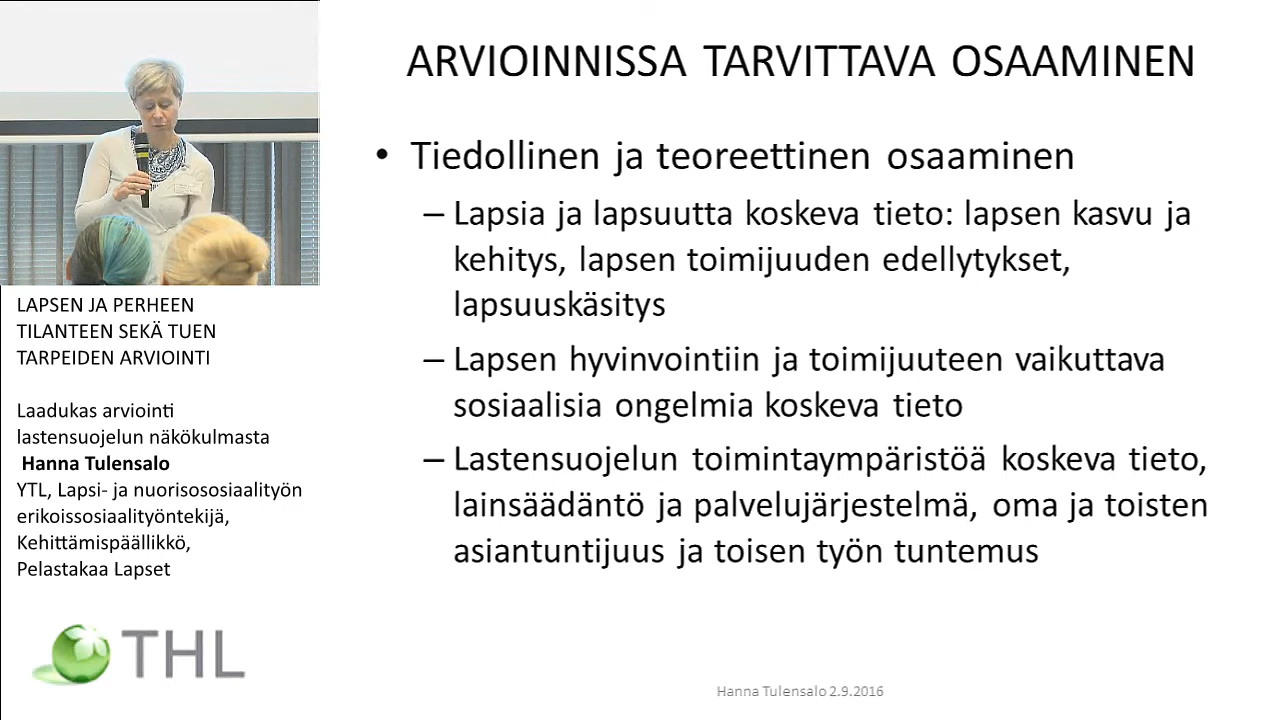 LAPSEN JA PERHEEN
TILANTEEN SEKÄ TUEN
TARPEIDEN ARVIOINTI
Laadukas arviointi
lastensuojelun näkökulmasta
Hanna Tulensalo
YTL, Lapsi- ja nuorisososiaalityön
erikoissosiaalityöntekijä,
Kehittämispäällikkö,
Pelastakaa Lapset
THL
ARVIOINNISSA TARVITTAVA OSAAMINEN
• Tiedollinen ja teoreettinen osaaminen
– Lapsia ja lapsuutta koskeva tieto: lapsen kasvu ja
kehitys, lapsen toimijuuden edellytykset,
lapsuuskäsitys
– Lapsen hyvinvointiin ja toimijuuteen vaikuttava
sosiaalisia ongelmia koskeva tieto
– Lastensuojelun toimintaympäristöä koskeva tieto,
lainsäädäntö ja palvelujärjestelmä, oma ja toisten
asiantuntijuus ja toisen työn tuntemus
Hanna Tulensalo 2.9.2016